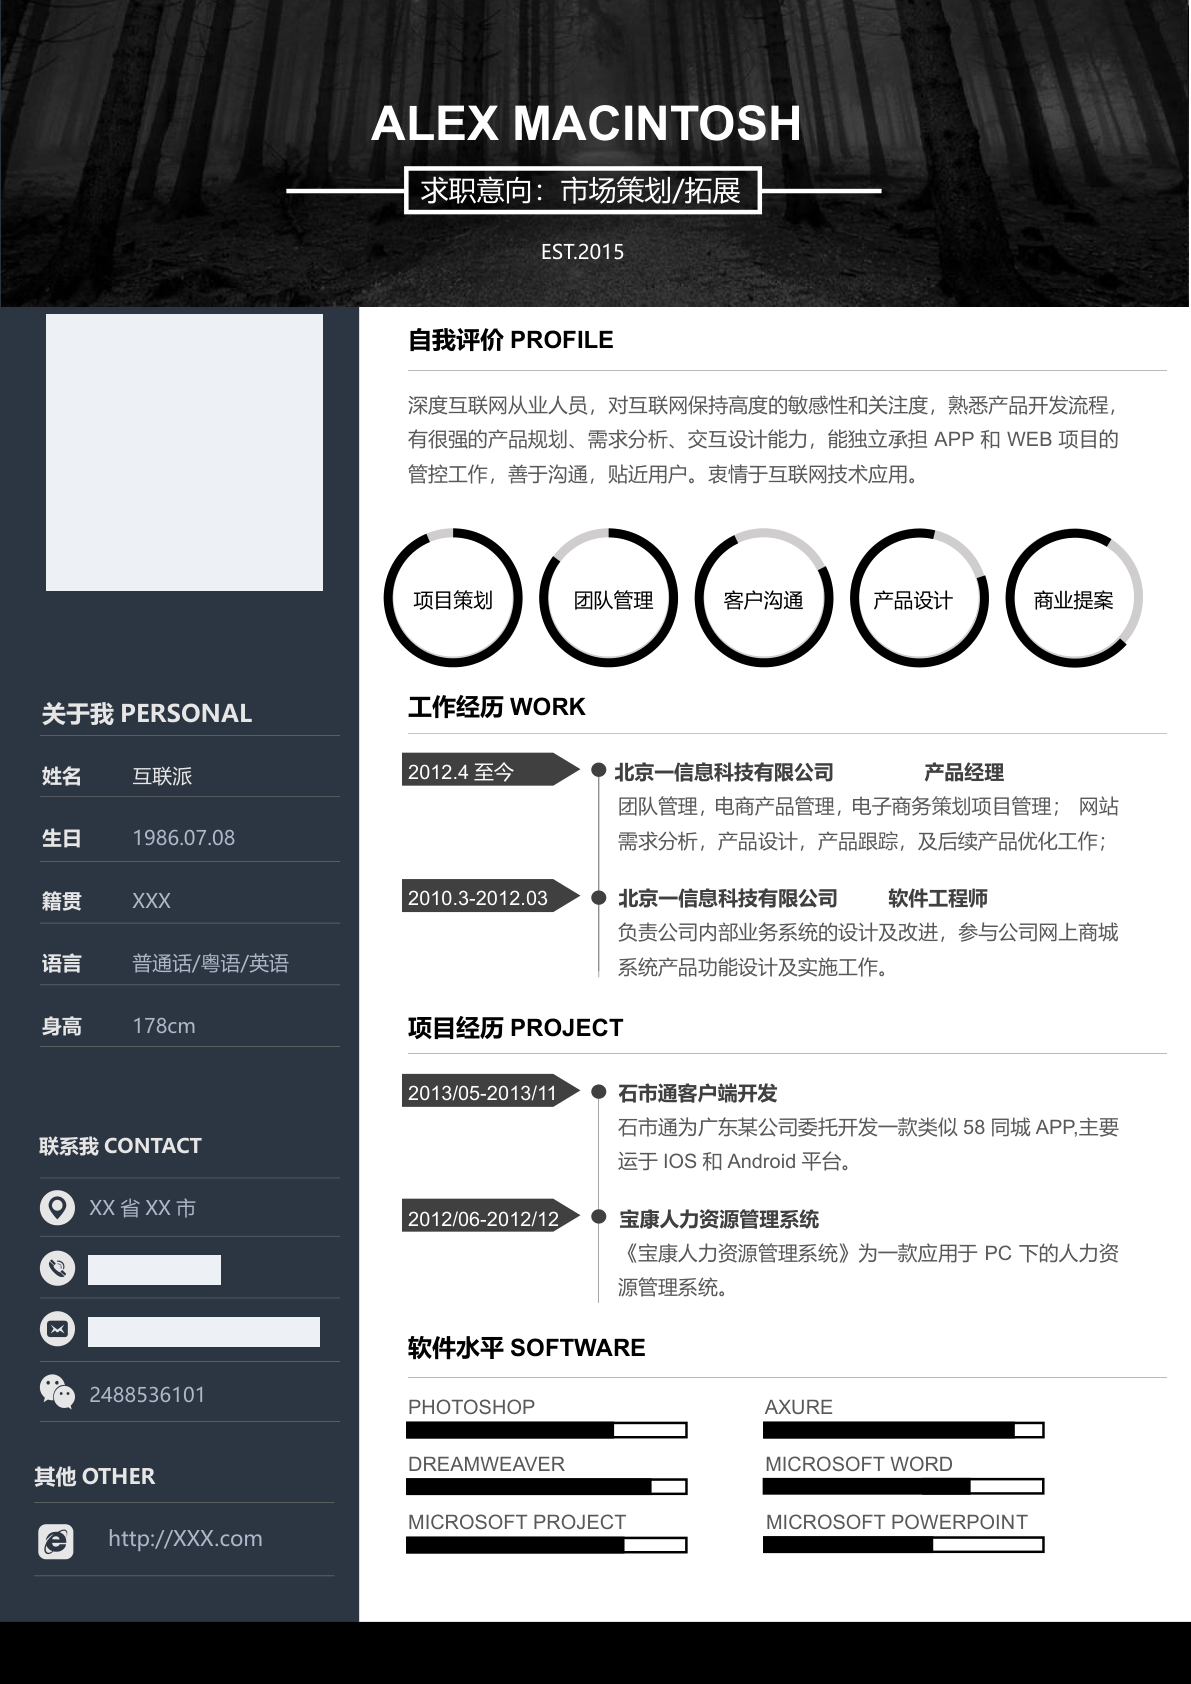 ALEX MACINTOSH
求职意向：市场策划/拓展
EST.2015
关于我 PERSONAL
姓名 互联派
生日 1986.07.08
籍贯 XXX
语言 普通话/粤语/英语
身高 178cm
联系我 CONTACT
XX 省 XX 市
2488536101
其他 OTHER
http://XXX.com
自我评价 PROFILE
深度互联网从业人员，对互联网保持高度的敏感性和关注度，熟悉产品开发流程，
有很强的产品规划、需求分析、交互设计能力，能独立承担 APP 和 WEB 项目的
管控工作，善于沟通，贴近用户。衷情于互联网技术应用。
项目策划 团队管理 客户沟通 产品设计 商业提案
工作经历 WORK
2012.4 至今 北京一信息科技有限公司 产品经理
团队管理，电商产品管理，电子商务策划项目管理； 网站
需求分析，产品设计，产品跟踪，及后续产品优化工作；
2010.3-2012.03 北京一信息科技有限公司 软件工程师
负责公司内部业务系统的设计及改进，参与公司网上商城
系统产品功能设计及实施工作。
项目经历 PROJECT
2013/05-2013/11 石市通客户端开发
石市通为广东某公司委托开发一款类似 58 同城 APP,主要
运于 IOS 和 Android 平台。
2012/06-2012/12 宝康人力资源管理系统
《宝康人力资源管理系统》为一款应用于 PC 下的人力资
源管理系统。
软件水平 SOFTWARE
PHOTOSHOP AXURE
DREAMWEAVER MICROSOFT WORD
MICROSOFT PROJECT MICROSOFT POWERPOINT